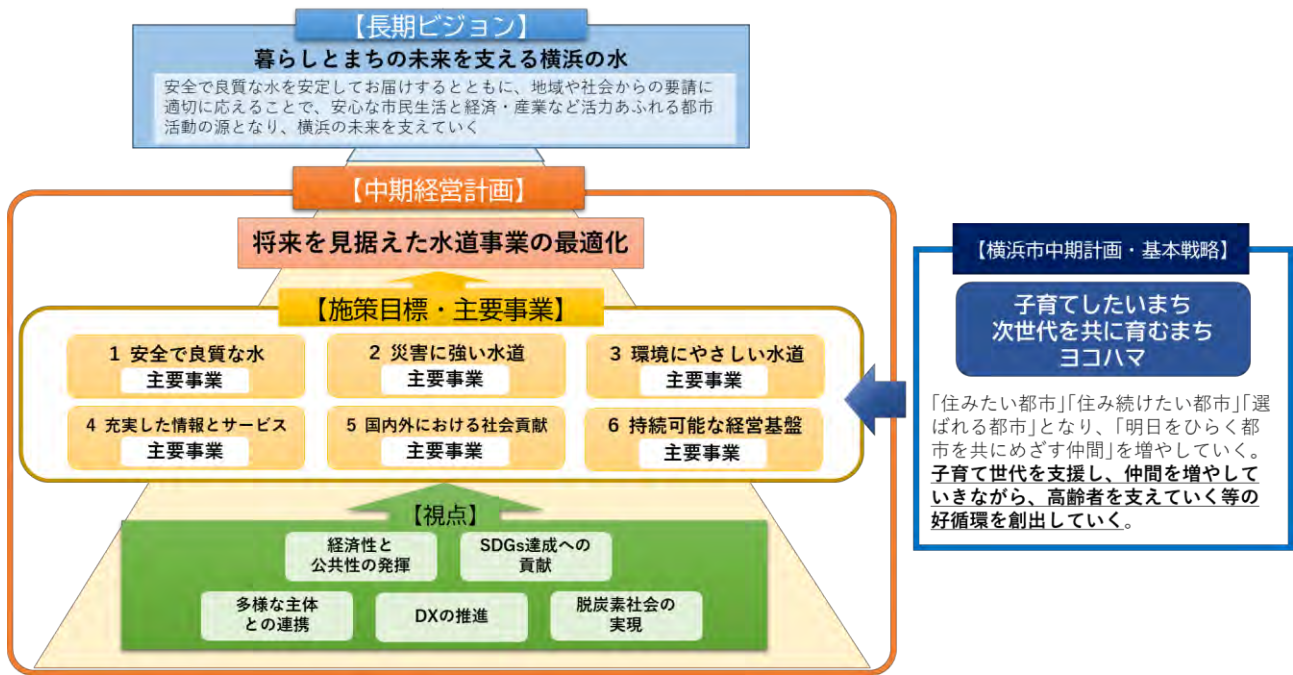 【長期ビジョン】
暮らしとまちの未来を支える横浜の水
安全で良質な水を安定してお届けするとともに、地域や社会からの要請に
適切に応えることで、安心な市民生活と経済・産業など活力あふれる都市
活動の源となり、横浜の未来を支えていく
【中期経営計画】
将来を見据えた水道事業の最適化
【施策目標・主要事業】
1 安全で良質な水
主要事業
2 災害に強い水道
主要事業
3 環境にやさしい水道
主要事業
4 充実した情報とサービス
主要事業
5 国内外における社会貢献
主要事業
6 持続可能な経営基盤
主要事業
【視点】
経済性と
公共性の発揮
SDGs達成への
貢献
多様な主体
との連携
DXの推進
脱炭素社会の
実現
【横浜市中期計画・基本戦略】
子育てしたいまち
次世代を共に育むまち
ヨコハマ
「住みたい都市」「住み続けたい都市」「選
ばれる都市」となり、「明日をひらく都
市を共にめざす仲間」を増やしていく。
子育て世代を支援し、仲間を増やして
いきながら、高齢者を支えていく等の
好循環を創出していく。